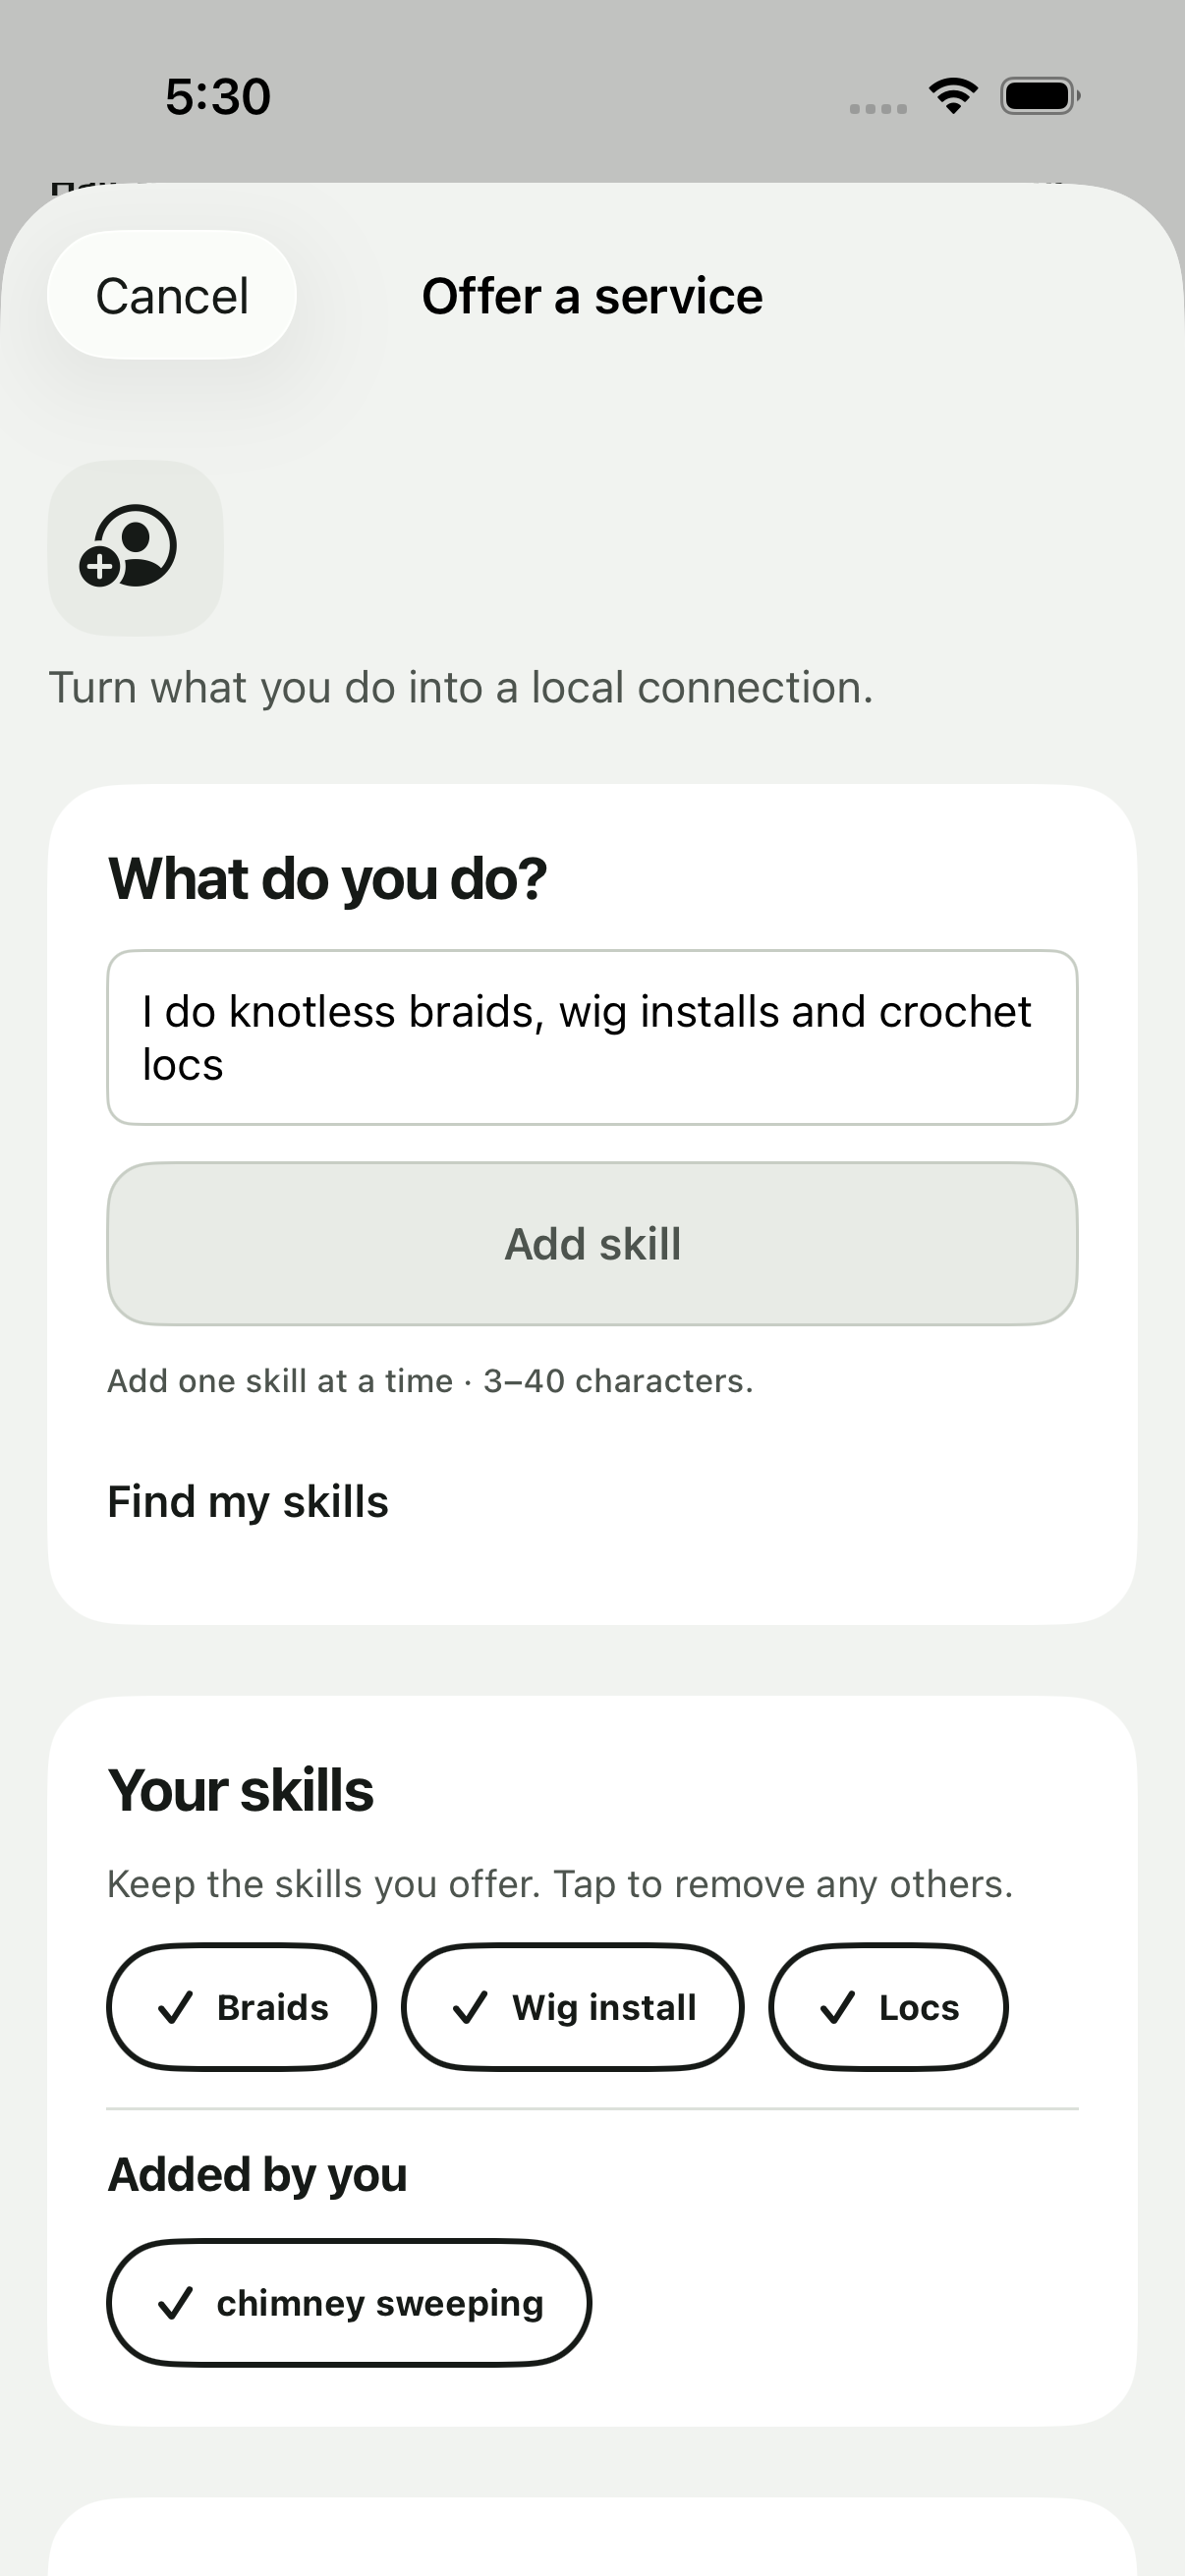 5:30
Cancel
Offer a service
Turn what you do into a local connection.
What do you do?
I do knotless braids, wig installs and crochet
locs
Add skill
Add one skill at a time · 3–40 characters.
Find my skills
Your skills
Keep the skills you offer. Tap to remove any others.
Braids
Wig install
Locs
Added by you
chimney sweeping